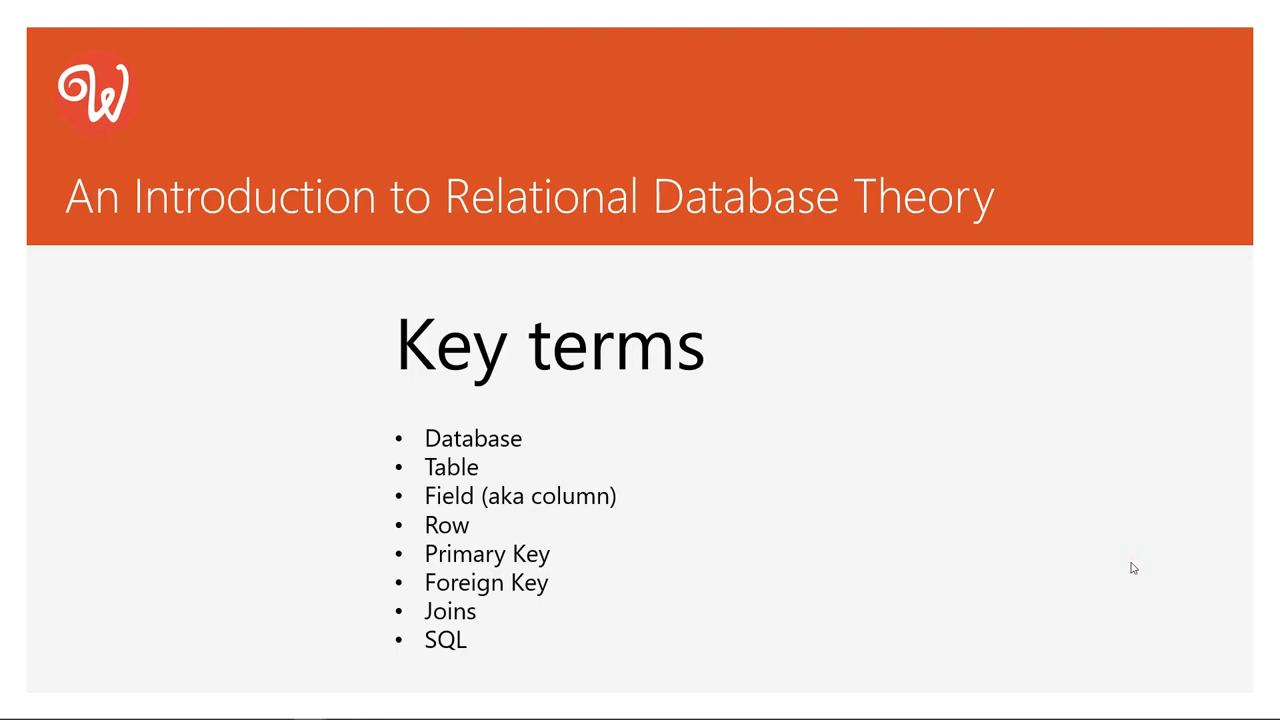 W
An Introduction to Relational Database Theory
Key terms
• Database
• Table
• Field (aka column)
• Row
• Primary Key
• Foreign Key
• Joins
• SQL